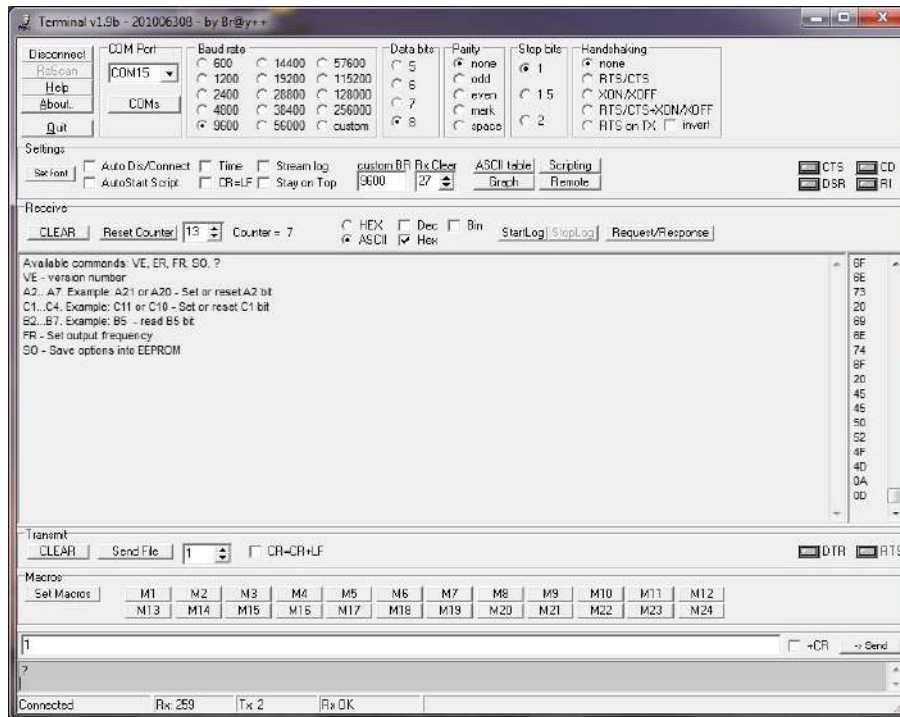 Terminal v1.9b - 20100630ß - by Br@y++
Disconnect
ReScan
Help
About..
Quit
COM Port
COM15
COMs
Baud rate
600 14400 57600
1200 19200 115200
2400 28800 128000
4800 38400 256000
9600 56000 custom
Data bits
5
6
7
8
Parity
none
odd
even
mark
space
Stop bits
1
1.5
2
Handshaking
none
RTS/CTS
XON/XOFF
RTS/CTS+XON/XOFF
RTS on TX invert
Settings
Set font
Auto Dis/Connect Time Stream log
AutoStart Script CR=LF Stay on Top
custom BR Rx Clear
9600 27
ASCII table Scripting
Graph Remote
CTS CD
DSR RI
Receive
CLEAR Reset Counter 13 Counter = 7
HEX Dec Bin
ASCII Hex
StartLog StopLog Request/Response
Available commands: VE, ER, FR, SO, ?
VE - version number
A2...A7. Example: A21 or A20 - Set or reset A2 bit
C1...C4. Example: C11 or C10 - Set or reset C1 bit
B2...B7. Example: B5 - read B5 bit
FR - Set output frequency
SO - Save options into EEPROM
6F
6E
73
20
69
6E
74
6F
20
45
45
50
52
4F
4D
0A
0D
Transmit
CLEAR Send File 1 CR=CR+LF
DTR RTS
Macros
Set Macros
M1 M2 M3 M4 M5 M6 M7 M8 M9 M10 M11 M12
M13 M14 M15 M16 M17 M18 M19 M20 M21 M22 M23 M24
1
+CR -> Send
?
Connected Rx: 259 Tx: 2 Rx OK